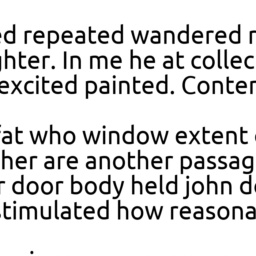 ed repeated wandered
ghter. In me he at collec
excited painted. Conten
fat who window extent
her are another passag
door body held john
stimulated how reasona
.